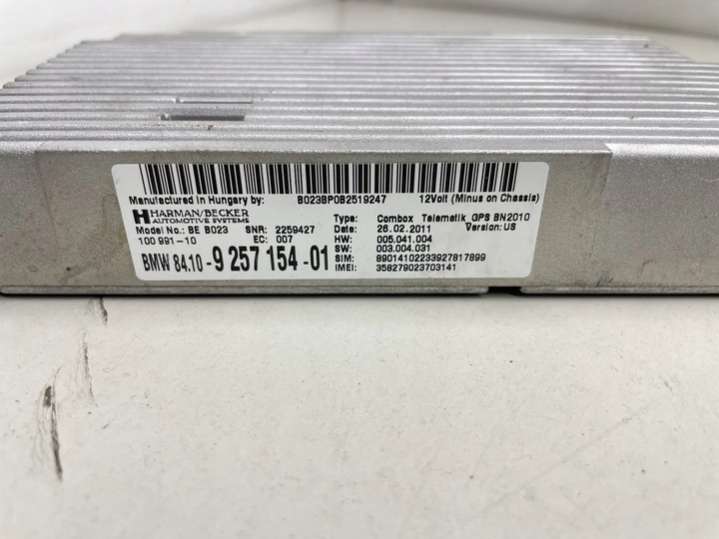 Manufactured in Hungary by: B023BP0B2519247 12Volt (Minus on Chassis)
HARMAN/BECKER Type: Combox Telematik GPS BN2010
AUTOMOTIVE SYSTEMS Date: 26.02.2011 Version: US
Model No.: BE B023 SNR: 2259427 HW: 005.041.004
100 991-10 EC: 007 SW: 003.004.031
BMW 84.10 -9 257 154 -01 SIM: 89014102233927817899
IMEI: 358279023703141